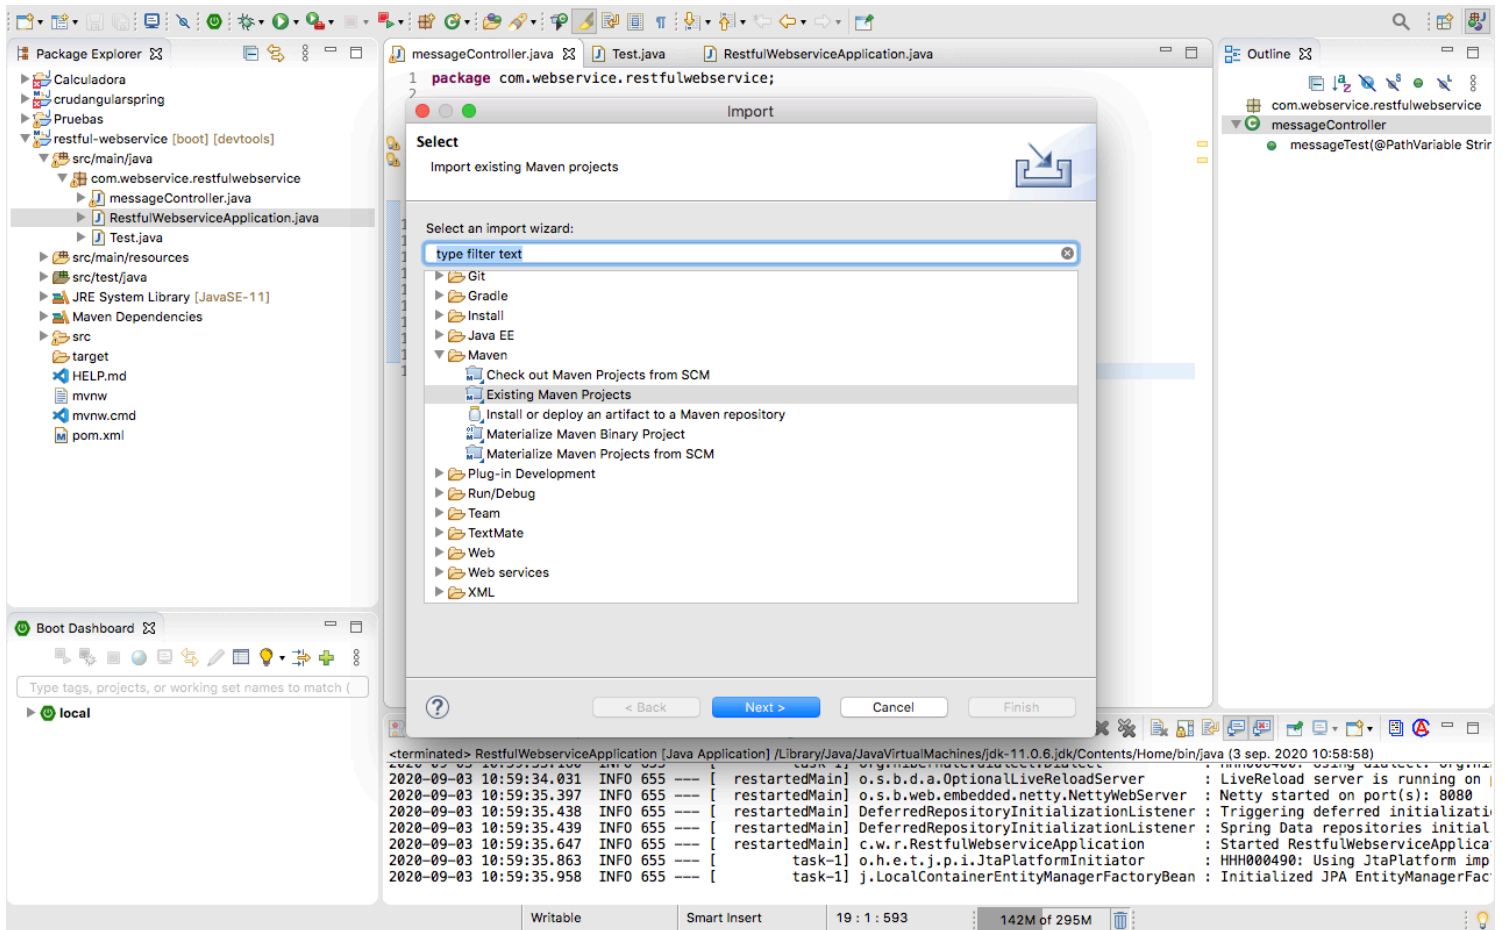 Package Explorer
Calculadora
crudangularspring
Pruebas
restful-webservice [boot] [devtools]
src/main/java
com.webservice.restfulwebservice
messageController.java
RestfulWebserviceApplication.java
Test.java
src/main/resources
src/test/java
JRE System Library [JavaSE-11]
Maven Dependencies
src
target
HELP.md
mvnw
mvnw.cmd
pom.xml
Boot Dashboard
Type tags, projects, or working set names to match (
local
messageController.java Test.java RestfulWebserviceApplication.java
1 package com.webservice.restfulwebservice;
2
Import
Select
Import existing Maven projects
Select an import wizard:
type filter text
Git
Gradle
Install
Java EE
Maven
Check out Maven Projects from SCM
Existing Maven Projects
Install or deploy an artifact to a Maven repository
Materialize Maven Binary Project
Materialize Maven Projects from SCM
Plug-in Development
Run/Debug
Team
TextMate
Web
Web services
XML
< Back Next > Cancel Finish
Outline
com.webservice.restfulwebservice
messageController
messageTest(@PathVariable Strir
<terminated> RestfulWebserviceApplication [Java Application] /Library/Java/JavaVirtualMachines/jdk-11.0.6.jdk/Contents/Home/bin/java (3 sep. 2020 10:58:58)
2020-09-03 10:59:34.031 INFO 655 --- [ restartedMain] o.s.b.d.a.OptionalLiveReloadServer : LiveReload server is running on
2020-09-03 10:59:35.397 INFO 655 --- [ restartedMain] o.s.b.web.embedded.netty.NettyWebServer : Netty started on port(s): 8080
2020-09-03 10:59:35.438 INFO 655 --- [ restartedMain] DeferredRepositoryInitializationListener : Triggering deferred initializati
2020-09-03 10:59:35.439 INFO 655 --- [ restartedMain] DeferredRepositoryInitializationListener : Spring Data repositories initial
2020-09-03 10:59:35.647 INFO 655 --- [ restartedMain] c.w.r.RestfulWebserviceApplication : Started RestfulWebserviceApplica
2020-09-03 10:59:35.863 INFO 655 --- [ task-1] o.h.e.t.j.p.i.JtaPlatformInitiator : HHH000490: Using JtaPlatform imp
2020-09-03 10:59:35.958 INFO 655 --- [ task-1] j.LocalContainerEntityManagerFactoryBean : Initialized JPA EntityManagerFac
Writable Smart Insert 19 : 1 : 593 142M of 295M